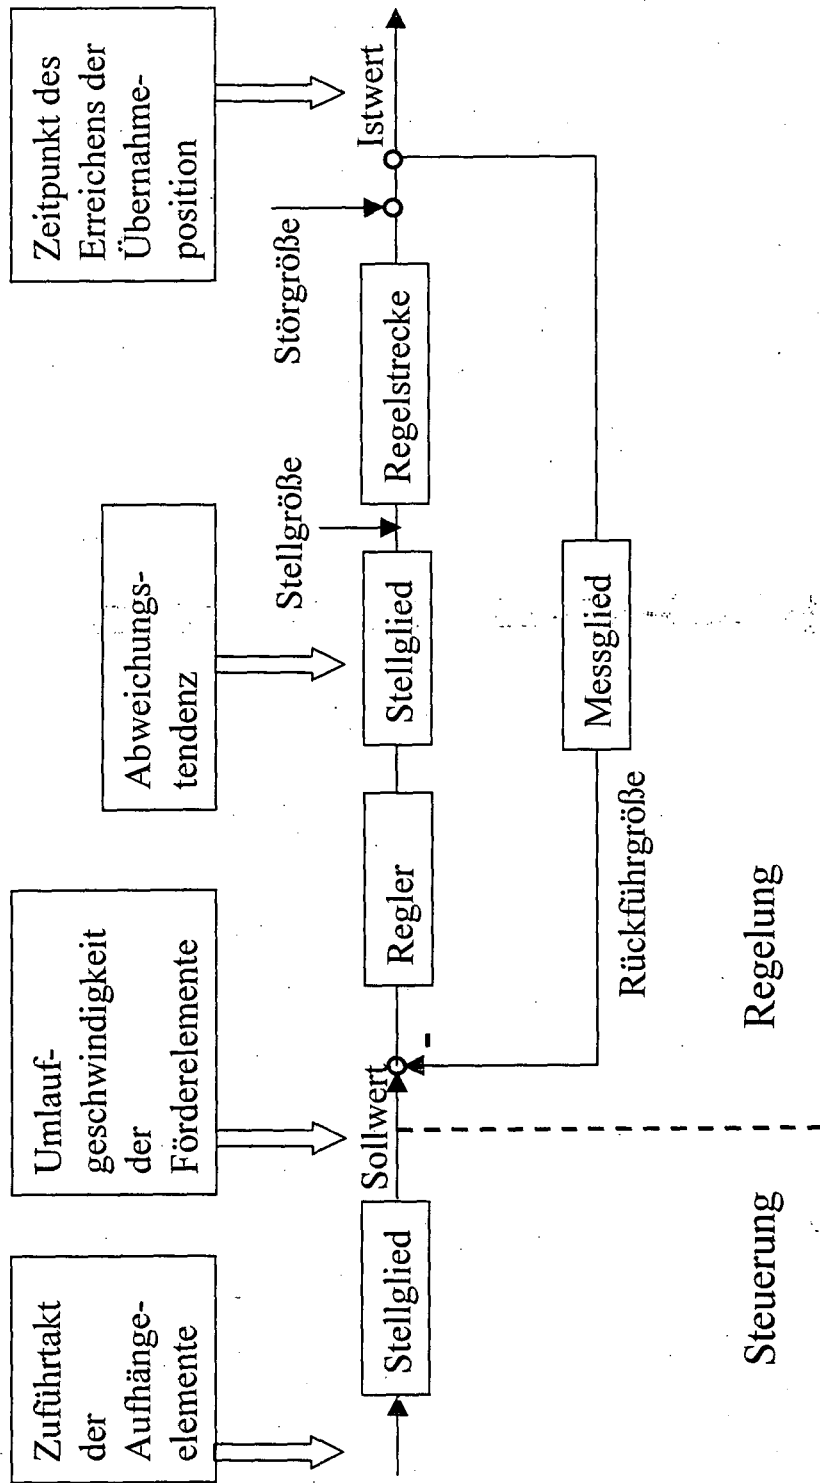 Zuführtakt
der
Aufhänge-
elemente
Umlauf-
geschwindigkeit
der
Förderelemente
Abweichungs-
tendenz
Zeitpunkt des
Erreichens der
Übernahme-
position
Stellgröße
Störgröße
Stellglied
Sollwert
Regler
Stellglied
Regelstrecke
Istwert
-
Messglied
Rückführgröße
Steuerung
Regelung